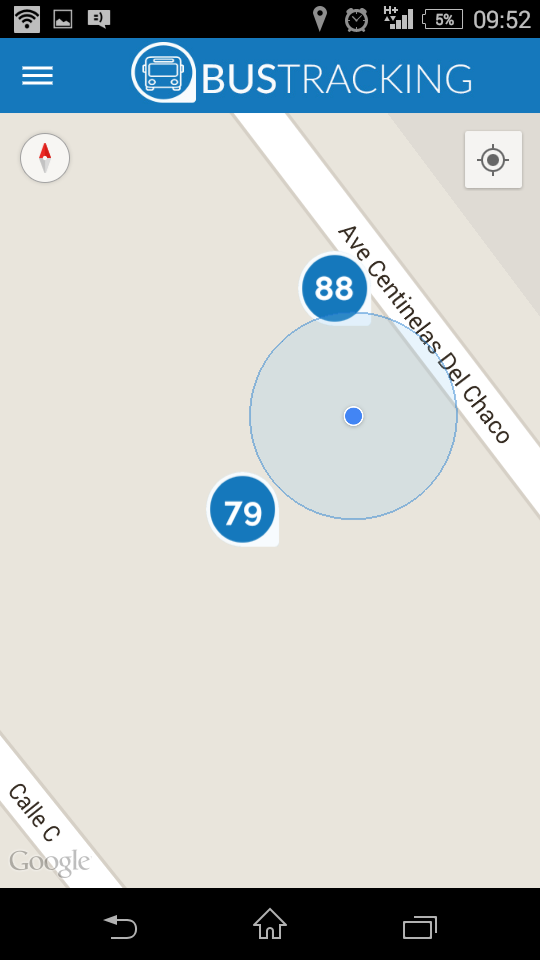 H+
5%
09:52
BUSTRACKING
Ave Centinelas Del Chaco
88
79
Calle C
Google